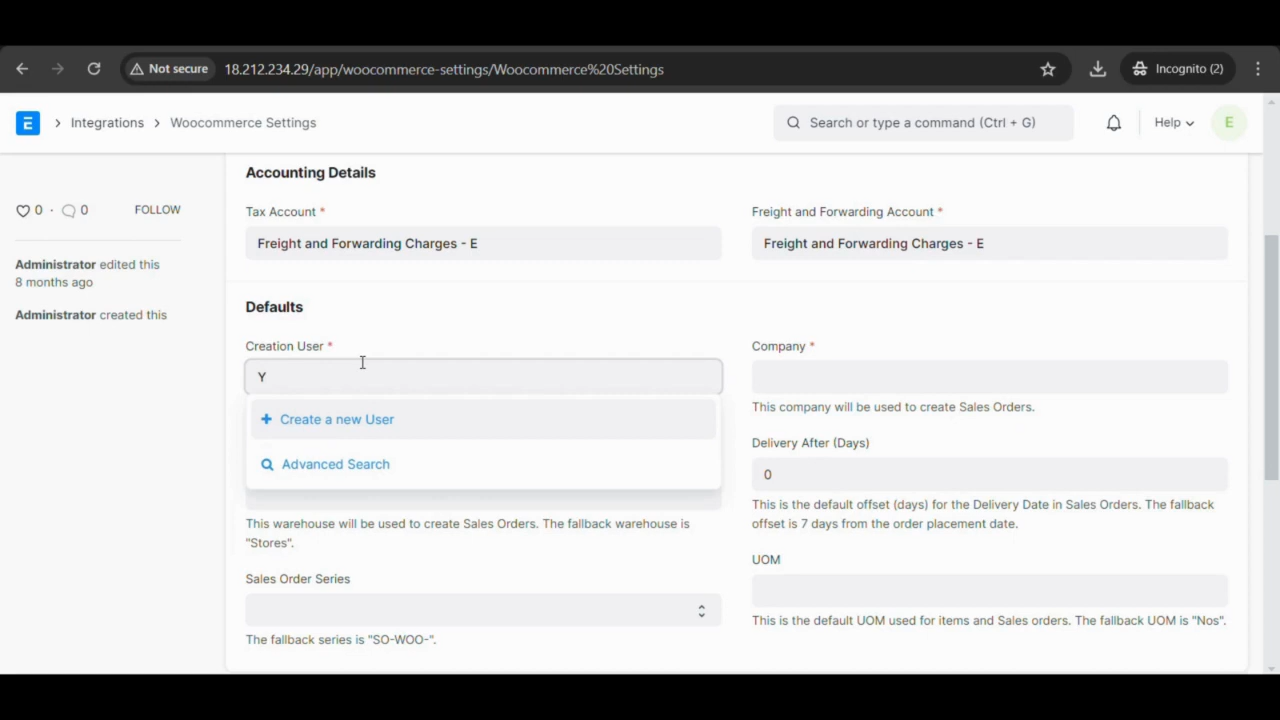 Not secure
18.212.234.29/app/woocommerce-settings/Woocommerce%20Settings
Incognito (2)
E
Integrations
Woocommerce Settings
Search or type a command (Ctrl + G)
Help
E
0 · 0
FOLLOW
Administrator edited this
8 months ago
Administrator created this
Accounting Details
Tax Account *
Freight and Forwarding Charges - E
Freight and Forwarding Account *
Freight and Forwarding Charges - E
Defaults
Creation User *
Y
+ Create a new User
Advanced Search
This warehouse will be used to create Sales Orders. The fallback warehouse is
"Stores".
Sales Order Series
The fallback series is "SO-WOO-".
Company *
This company will be used to create Sales Orders.
Delivery After (Days)
0
This is the default offset (days) for the Delivery Date in Sales Orders. The fallback
offset is 7 days from the order placement date.
UOM
This is the default UOM used for items and Sales orders. The fallback UOM is "Nos".